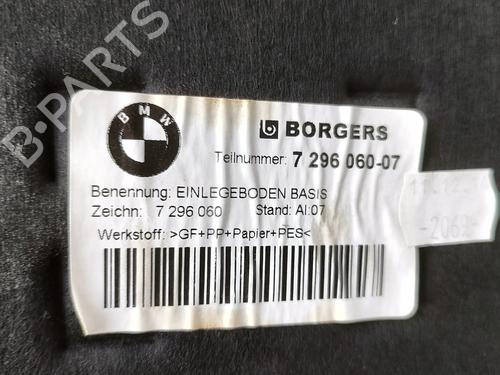 B·PARTS
BMW
BORGERS
Teilnummer: 7 296 060-07
Benennung: EINLEGEBODEN BASIS
Zeichn: 7 296 060 Stand: AI:07
Werkstoff: >GF+PP+Papier+PES<
-2069-